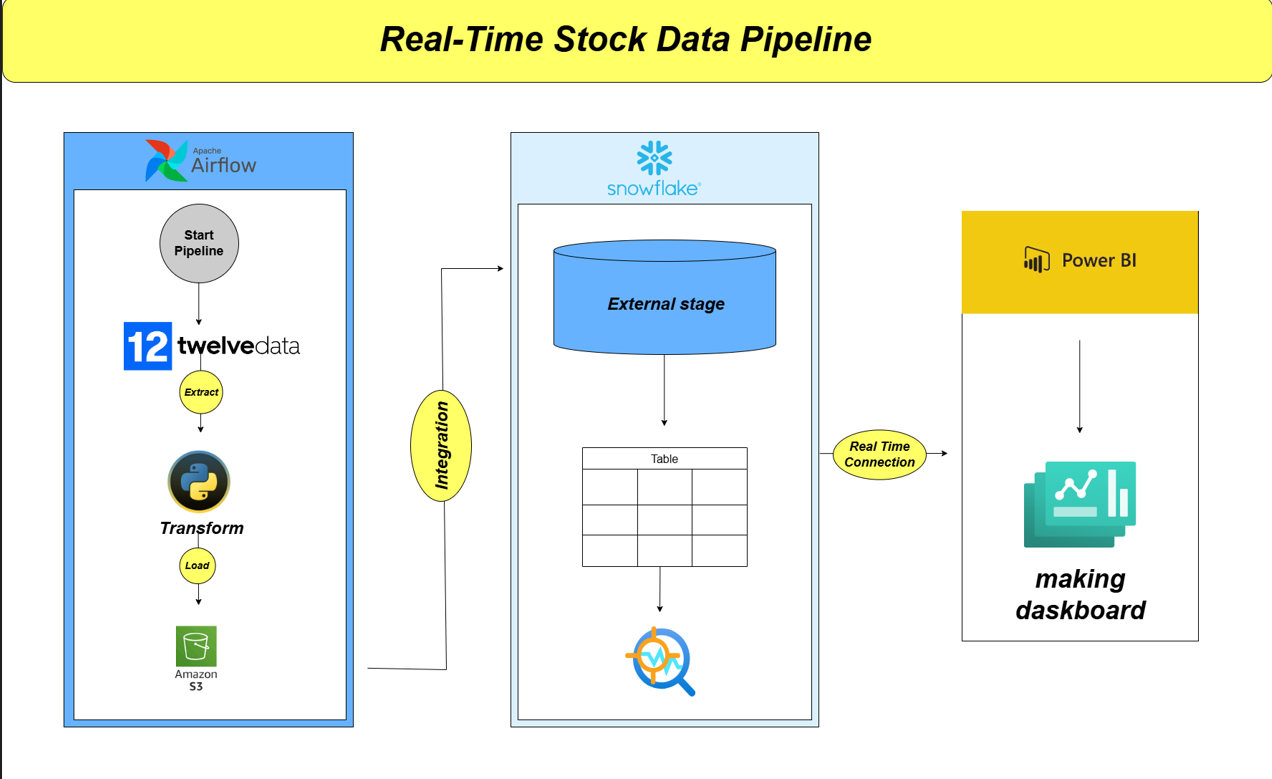 Real-Time Stock Data Pipeline
Apache
Airflow
Start
Pipeline
12 twelvedata
Extract
Transform
Load
Amazon
S3
Integration
snowflake®
External stage
Table
Real Time
Connection
Power BI
making
daskboard